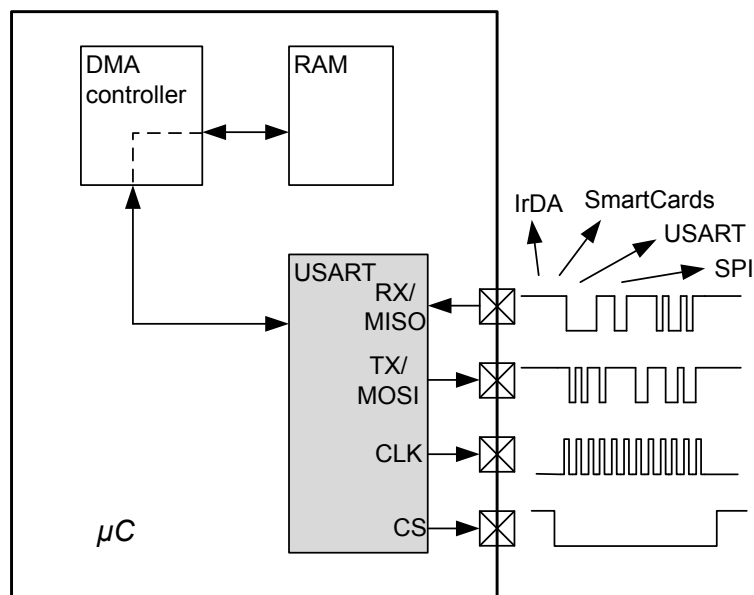 DMA
controller
RAM
IrDA
SmartCards
USART
SPI
USART
RX/
MISO
TX/
MOSI
CLK
CS
µC